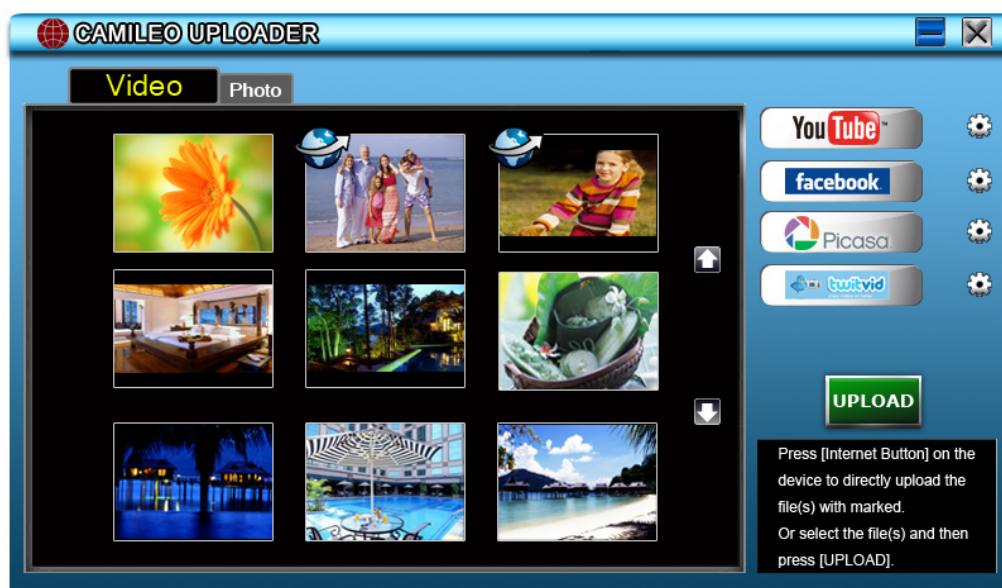 CAMILEO UPLOADER
Video
Photo
YouTube™
facebook
Picasa
twitvid
UPLOAD
Press [Internet Button] on the
device to directly upload the
file(s) with marked.
Or select the file(s) and then
press [UPLOAD].